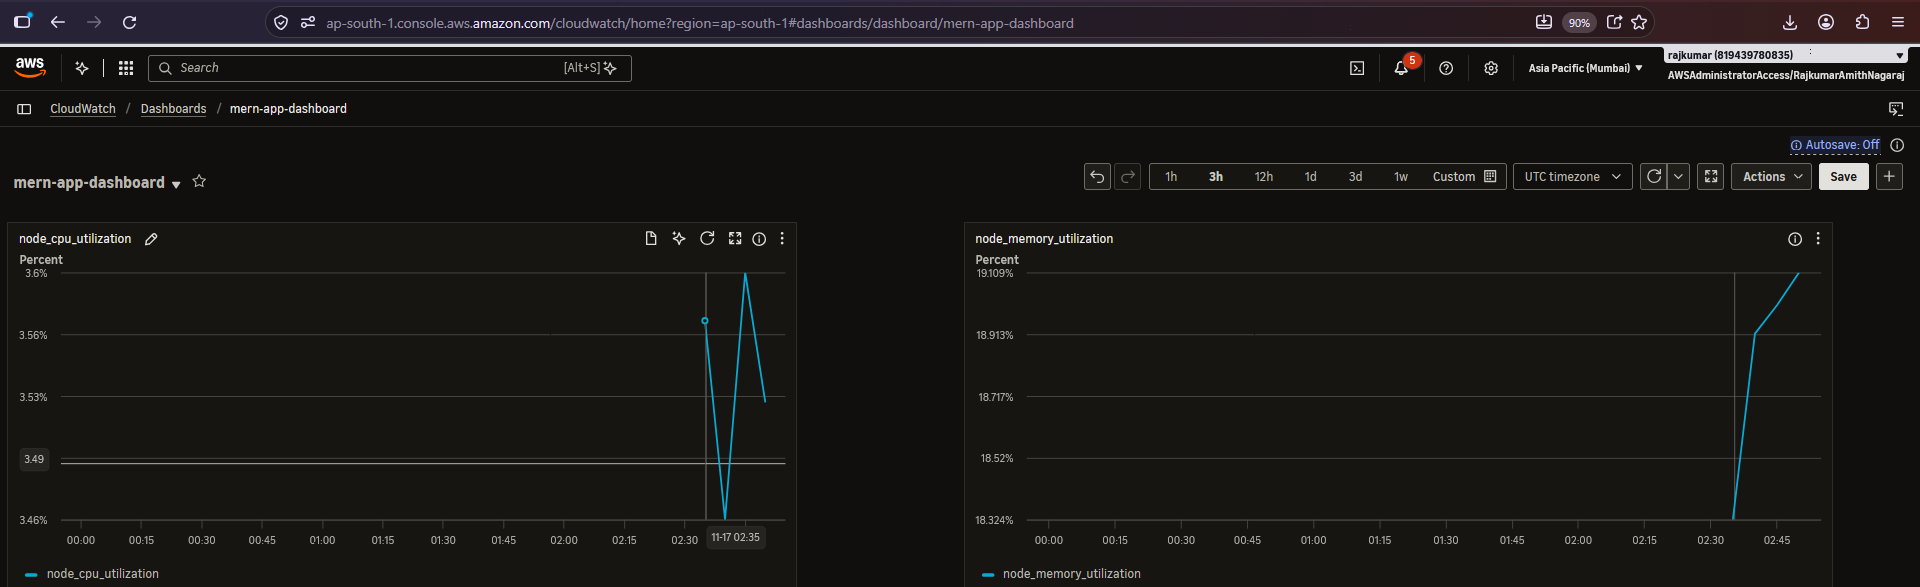 ap-south-1.console.aws.amazon.com/cloudwatch/home?region=ap-south-1#dashboards/dashboard/mern-app-dashboard
90%
aws
Search
[Alt+S]
5
Asia Pacific (Mumbai)
rajkumar (819439780835)
AWSAdministratorAccess/RajkumarAmithNagaraj
CloudWatch / Dashboards / mern-app-dashboard
Autosave: Off
mern-app-dashboard
1h 3h 12h 1d 3d 1w Custom
UTC timezone
Actions
Save
node_cpu_utilization
Percent
3.6%
3.56%
3.53%
3.49
3.46%
00:00 00:15 00:30 00:45 01:00 01:15 01:30 01:45 02:00 02:15 02:30 11-17 02:35
node_cpu_utilization
node_memory_utilization
Percent
19.109%
18.913%
18.717%
18.52%
18.324%
00:00 00:15 00:30 00:45 01:00 01:15 01:30 01:45 02:00 02:15 02:30 02:45
node_memory_utilization